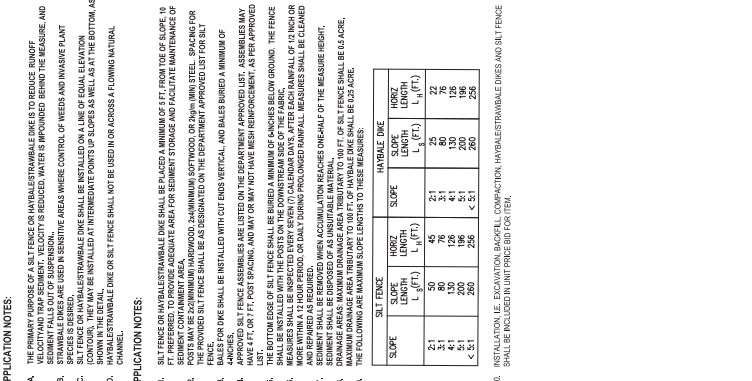 PPLICATION NOTES:
A. THE PRIMARY PURPOSE OF A SILT FENCE OR HAYBALE/STRAWBALE DIKE IS TO REDUCE RUNOFF
VELOCITYAND TRAP SEDIMENT. VELOCITY IS REDUCED, WATER IS IMPOUNDED BEHIND THE MEASURE, AND
SEDIMENT FALLS OUT OF SUSPENSION..
B. STRAWBALE DIKES ARE USED IN SENSITIVE AREAS WHERE CONTROL OF WEEDS AND INVASIVE PLANT
SPECIES IS DESIRED,
C. SILT FENCE OR HAYBALE/STRAWBALE DIKE SHALL BE INSTALLED ON A LINE OF EQUAL ELEVATION
(CONTOUR), THEY MAY BE INSTALLED AT INTERMEDIATE POINTS UP SLOPES AS WELL AS AT THE BOTTOM, AS
SHOWN IN THE DETAIL,
D. HAYBALE/STRAWBALE DIKE OR SILT FENCE SHALL NOT BE USED IN OR ACROSS A FLOWING NATURAL
CHANNEL.
PPLICATION NOTES:
SILT FENCE OR HAYBALE/STRAWBALE DIKE SHALL BE PLACED A MINIMUM OF 5 FT, FROM TOE OF SLOPE, 10
FT. PREFERRED, TO PROVIDE ADEQUATE AREA FOR SEDIMENT STORAGE AND FACILITATE MAINTENANCE OF
SEDIMENT CONTAINMENT AREA,
POSTS MAY BE 2x2(MINIMUM) HARDWOOD, 2x4(MINIMUM) SOFTWOOD, OR 2kg/m (MIN) STEEL. SPACING FOR
THE PROVIDED SILT FENCE SHALL BE AS DESIGNATED ON THE DEPARTMENT APPROVED LIST FOR SILT
FENCE.
BALES FOR DIKE SHALL BE INSTALLED WITH CUT ENDS VERTICAL, AND BALES BURIED A MINIMUM OF
4-INCHES,
APPROVED SILT FENCE ASSEMBLIES ARE LISTED ON THE DEPARTMENT APPROVED LIST. ASSEMBLIES MAY
HAVE 4 FT. OR 7 FT. POST SPACING, AND MAY OR MAY NOT HAVE MESH REINFORCEMENT, AS PER APPROVED
LIST.
THE BOTTOM EDGE OF SILT FENCE SHALL BE BURIED A MINIMUM OF 6-INCHES BELOW GROUND. THE FENCE
SHALL BE INSTALLED WITH THE POSTS ON THE DOWNSTREAM SIDE OF THE FABRIC,
MEASURES SHALL BE INSPECTED EVERY SEVEN (7) CALENDAR DAYS, AFTER EACH RAINFALL OF 1/2 INCH OR
MORE WITHIN A 12 HOUR PERIOD, OR DAILY DURING PROLONGED RAINFALL. MEASURES SHALL BE CLEANED
AND REPAIRED AS REQUIRED.
SEDIMENT SHALL BE REMOVED WHEN ACCUMULATION REACHES ONE-HALF OF THE MEASURE HEIGHT,
SEDIMENT SHALL BE DISPOSED OF AS UNSUITABLE MATERIAL,
DRAINAGE AREAS: MAXIMUM DRAINAGE AREA TRIBUTARY TO 100 FT. OF SILT FENCE SHALL BE 0.5 ACRE,
MAXIMUM DRAINAGE AREA TRIBUTARY TO 100 FT. OF HAYBALE DIKE SHALL BE 0.25 ACRE.
THE FOLLOWING ARE MAXIMUM SLOPE LENGTHS TO THESE MEASURES:
SILT FENCE HAYBALE DIKE
SLOPE SLOPE LENGTH L S (FT.) HORIZ LENGTH L H (FT.) SLOPE SLOPE LENGTH L S (FT.) HORIZ LENGTH L H (FT.)
2:1 50 45 2:1 25 22
3:1 80 76 3:1 80 76
4:1 130 126 4:1 130 126
5:1 200 196 5:1 200 196
< 5:1 260 256 < 5:1 260 256
0. INSTALLATION I.E. EXCAVATION, BACKFILL, COMPACTION, HAYBALE/STRAWBALE DIKES AND SILT FENCE
SHALL BE INCLUDED IN UNIT PRICE BID FOR ITEM,